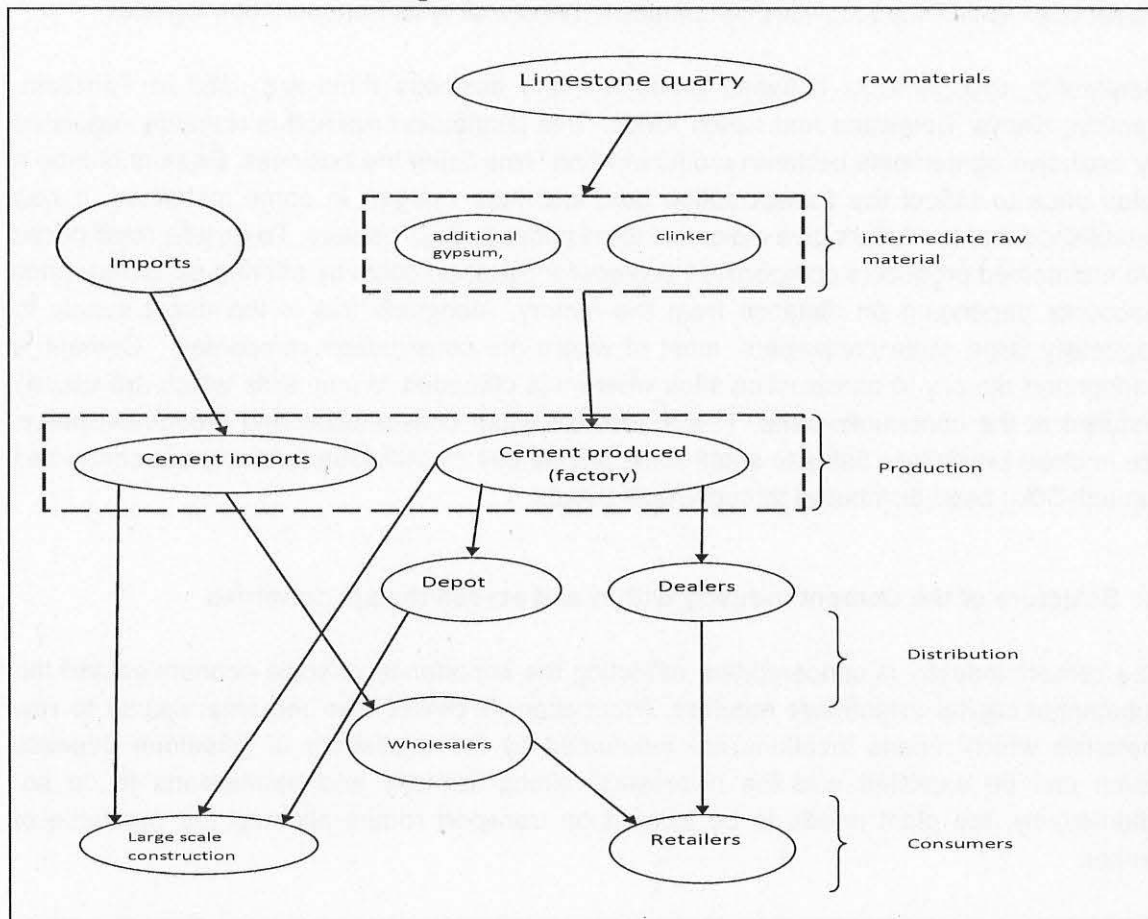 Limestone quarry
raw materials
Imports
additional
gypsum,
clinker
intermediate raw
material
Cement imports
Cement produced
(factory)
Production
Depot
Dealers
Distribution
Wholesalers
Large scale
construction
Retailers
Consumers